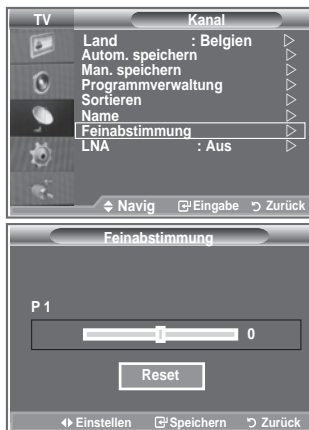 TV Kanal
Land : Belgien
Autom. speichern
Man. speichern
Programmverwaltung
Sortieren
Name
Feinabstimmung
LNA : Aus
Navig Eingabe Zurück
Feinabstimmung
P 1
0
Reset
Einstellen Speichern Zurück